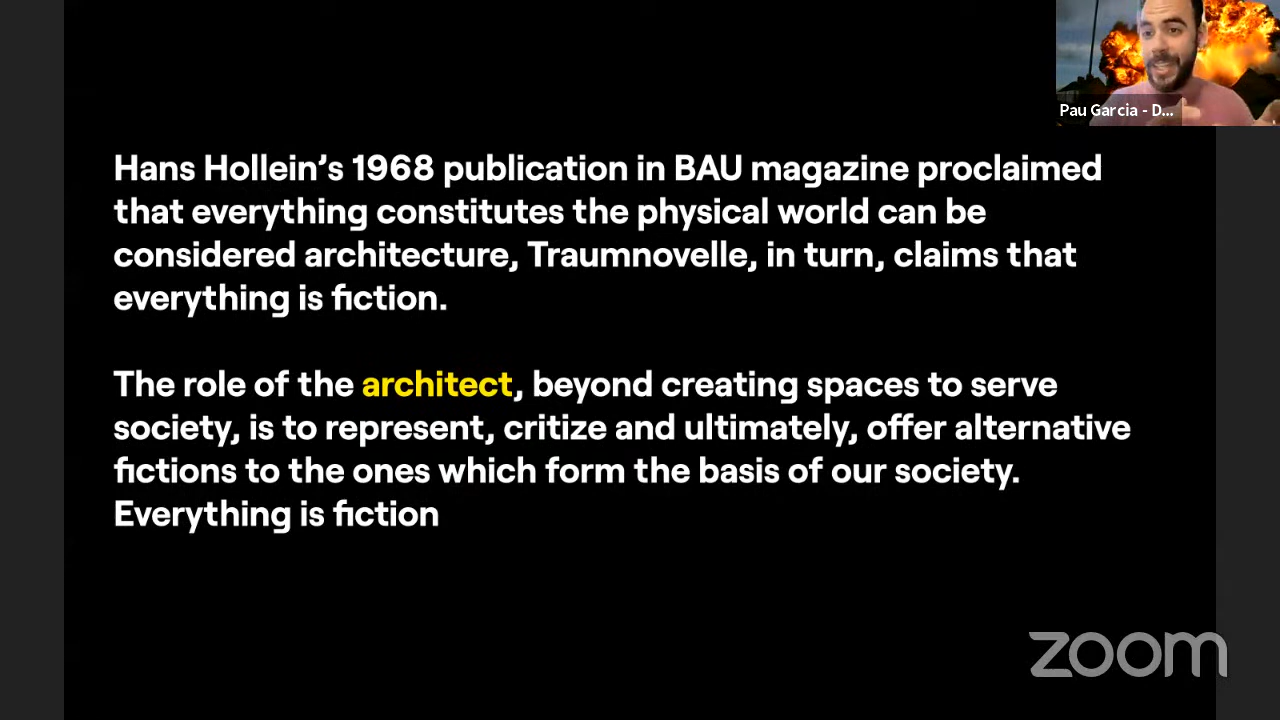 Pau Garcia - D...
Hans Hollein’s 1968 publication in BAU magazine proclaimed
that everything constitutes the physical world can be
considered architecture, Traumnovelle, in turn, claims that
everything is fiction.
The role of the architect, beyond creating spaces to serve
society, is to represent, critize and ultimately, offer alternative
fictions to the ones which form the basis of our society.
Everything is fiction
zoom